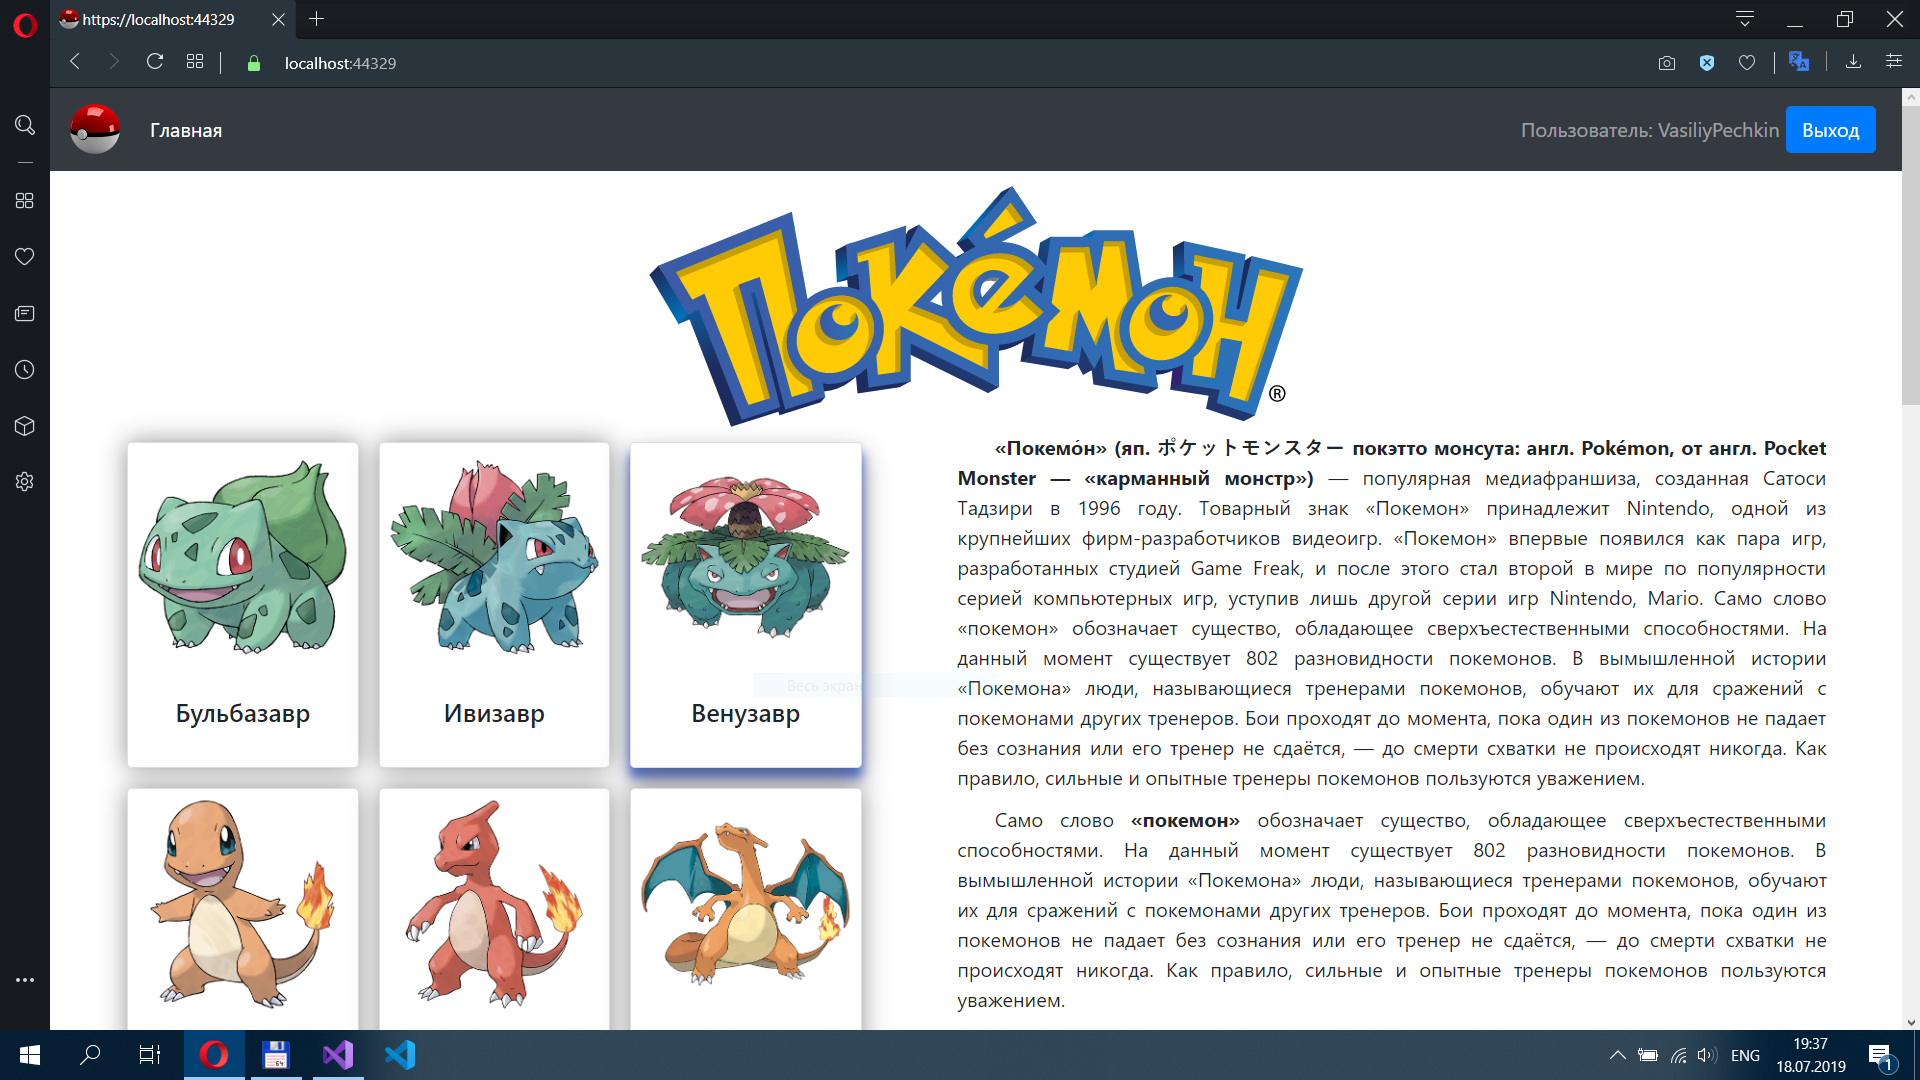 https://localhost:44329
localhost:44329
Главная
Пользователь: VasiliyPechkin
Выход
Покемон
®
Бульбазавр
Ивизавр
Венузавр
Весь экран
«Покемо́н» (яп. ポケットモンスター покэтто монсута: англ. Pokémon, от англ. Pocket
Monster — «карманный монстр») — популярная медиафраншиза, созданная Сатоси
Тадзири в 1996 году. Товарный знак «Покемон» принадлежит Nintendo, одной из
крупнейших фирм-разработчиков видеоигр. «Покемон» впервые появился как пара игр,
разработанных студией Game Freak, и после этого стал второй в мире по популярности
серией компьютерных игр, уступив лишь другой серии игр Nintendo, Mario. Само слово
«покемон» обозначает существо, обладающее сверхъестественными способностями. На
данный момент существует 802 разновидности покемонов. В вымышленной истории
«Покемона» люди, называющиеся тренерами покемонов, обучают их для сражений с
покемонами других тренеров. Бои проходят до момента, пока один из покемонов не падает
без сознания или его тренер не сдаётся, — до смерти схватки не происходят никогда. Как
правило, сильные и опытные тренеры покемонов пользуются уважением.
Само слово «покемон» обозначает существо, обладающее сверхъестественными
способностями. На данный момент существует 802 разновидности покемонов. В
вымышленной истории «Покемона» люди, называющиеся тренерами покемонов, обучают
их для сражений с покемонами других тренеров. Бои проходят до момента, пока один из
покемонов не падает без сознания или его тренер не сдаётся, — до смерти схватки не
происходят никогда. Как правило, сильные и опытные тренеры покемонов пользуются
уважением.
64
ENG
19:37
18.07.2019
1